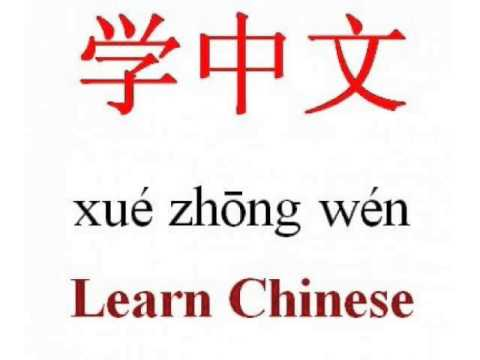 学中文
xué zhōng wén
Learn Chinese